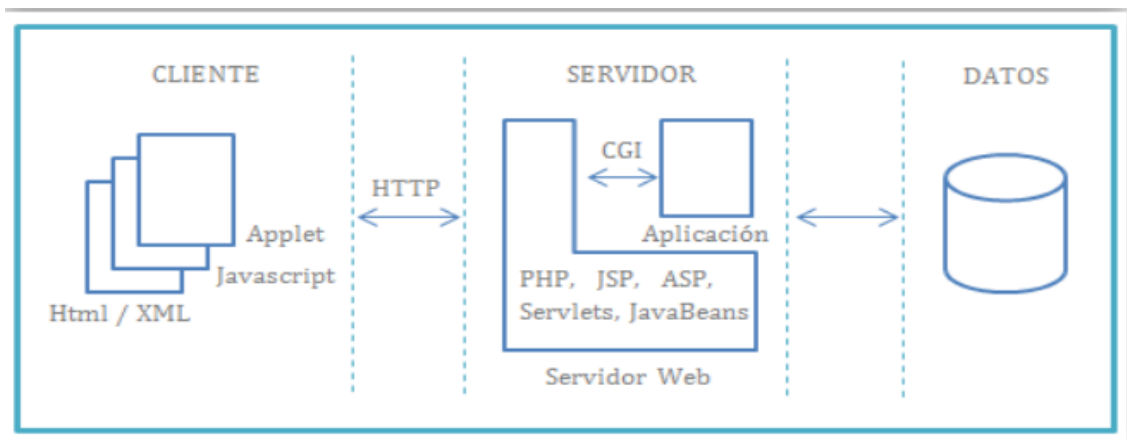 CLIENTE
SERVIDOR
DATOS
HTTP
CGI
Applet
Javascript
Html / XML
Aplicación
PHP, JSP, ASP,
Servlets, JavaBeans
Servidor Web